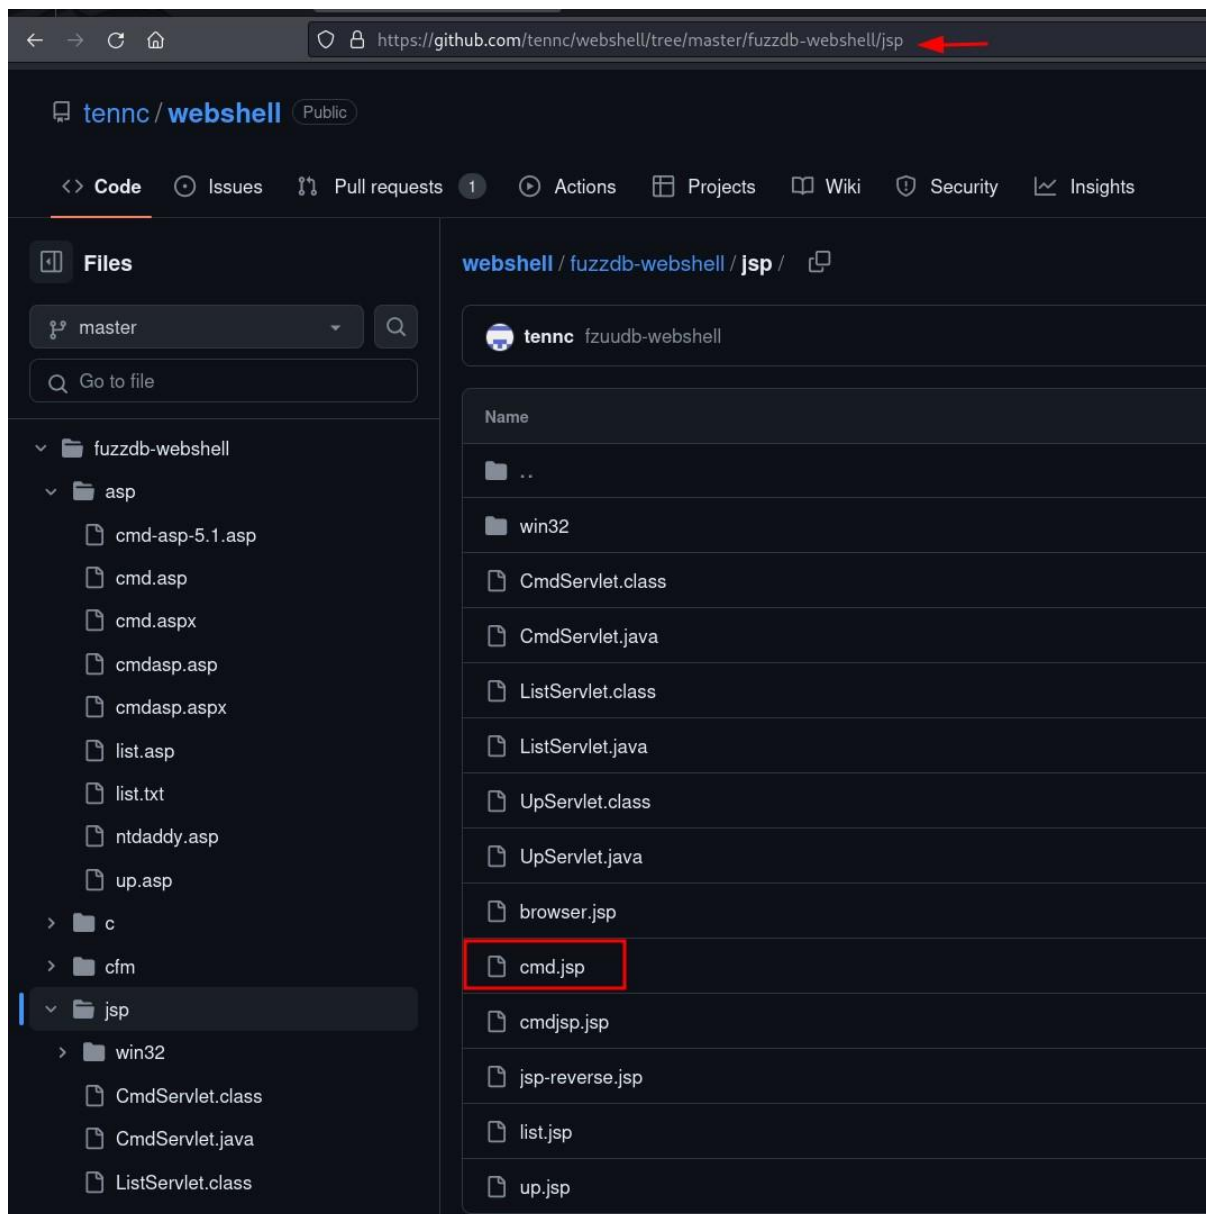 https://github.com/tennc/webshell/tree/master/fuzzdb-webshell/jsp
tennc / webshell Public
Code Issues Pull requests 1 Actions Projects Wiki Security Insights
Files
master
Go to file
fuzzdb-webshell
asp
cmd-asp-5.1.asp
cmd.asp
cmd.aspx
cmdasp.asp
cmdasp.aspx
list.asp
list.txt
ntdaddy.asp
up.asp
c
cfm
jsp
win32
CmdServlet.class
CmdServlet.java
ListServlet.class
webshell / fuzzdb-webshell / jsp /
tennc fzuudb-webshell
Name
..
win32
CmdServlet.class
CmdServlet.java
ListServlet.class
ListServlet.java
UpServlet.class
UpServlet.java
browser.jsp
cmd.jsp
cmdjsp.jsp
jsp-reverse.jsp
list.jsp
up.jsp